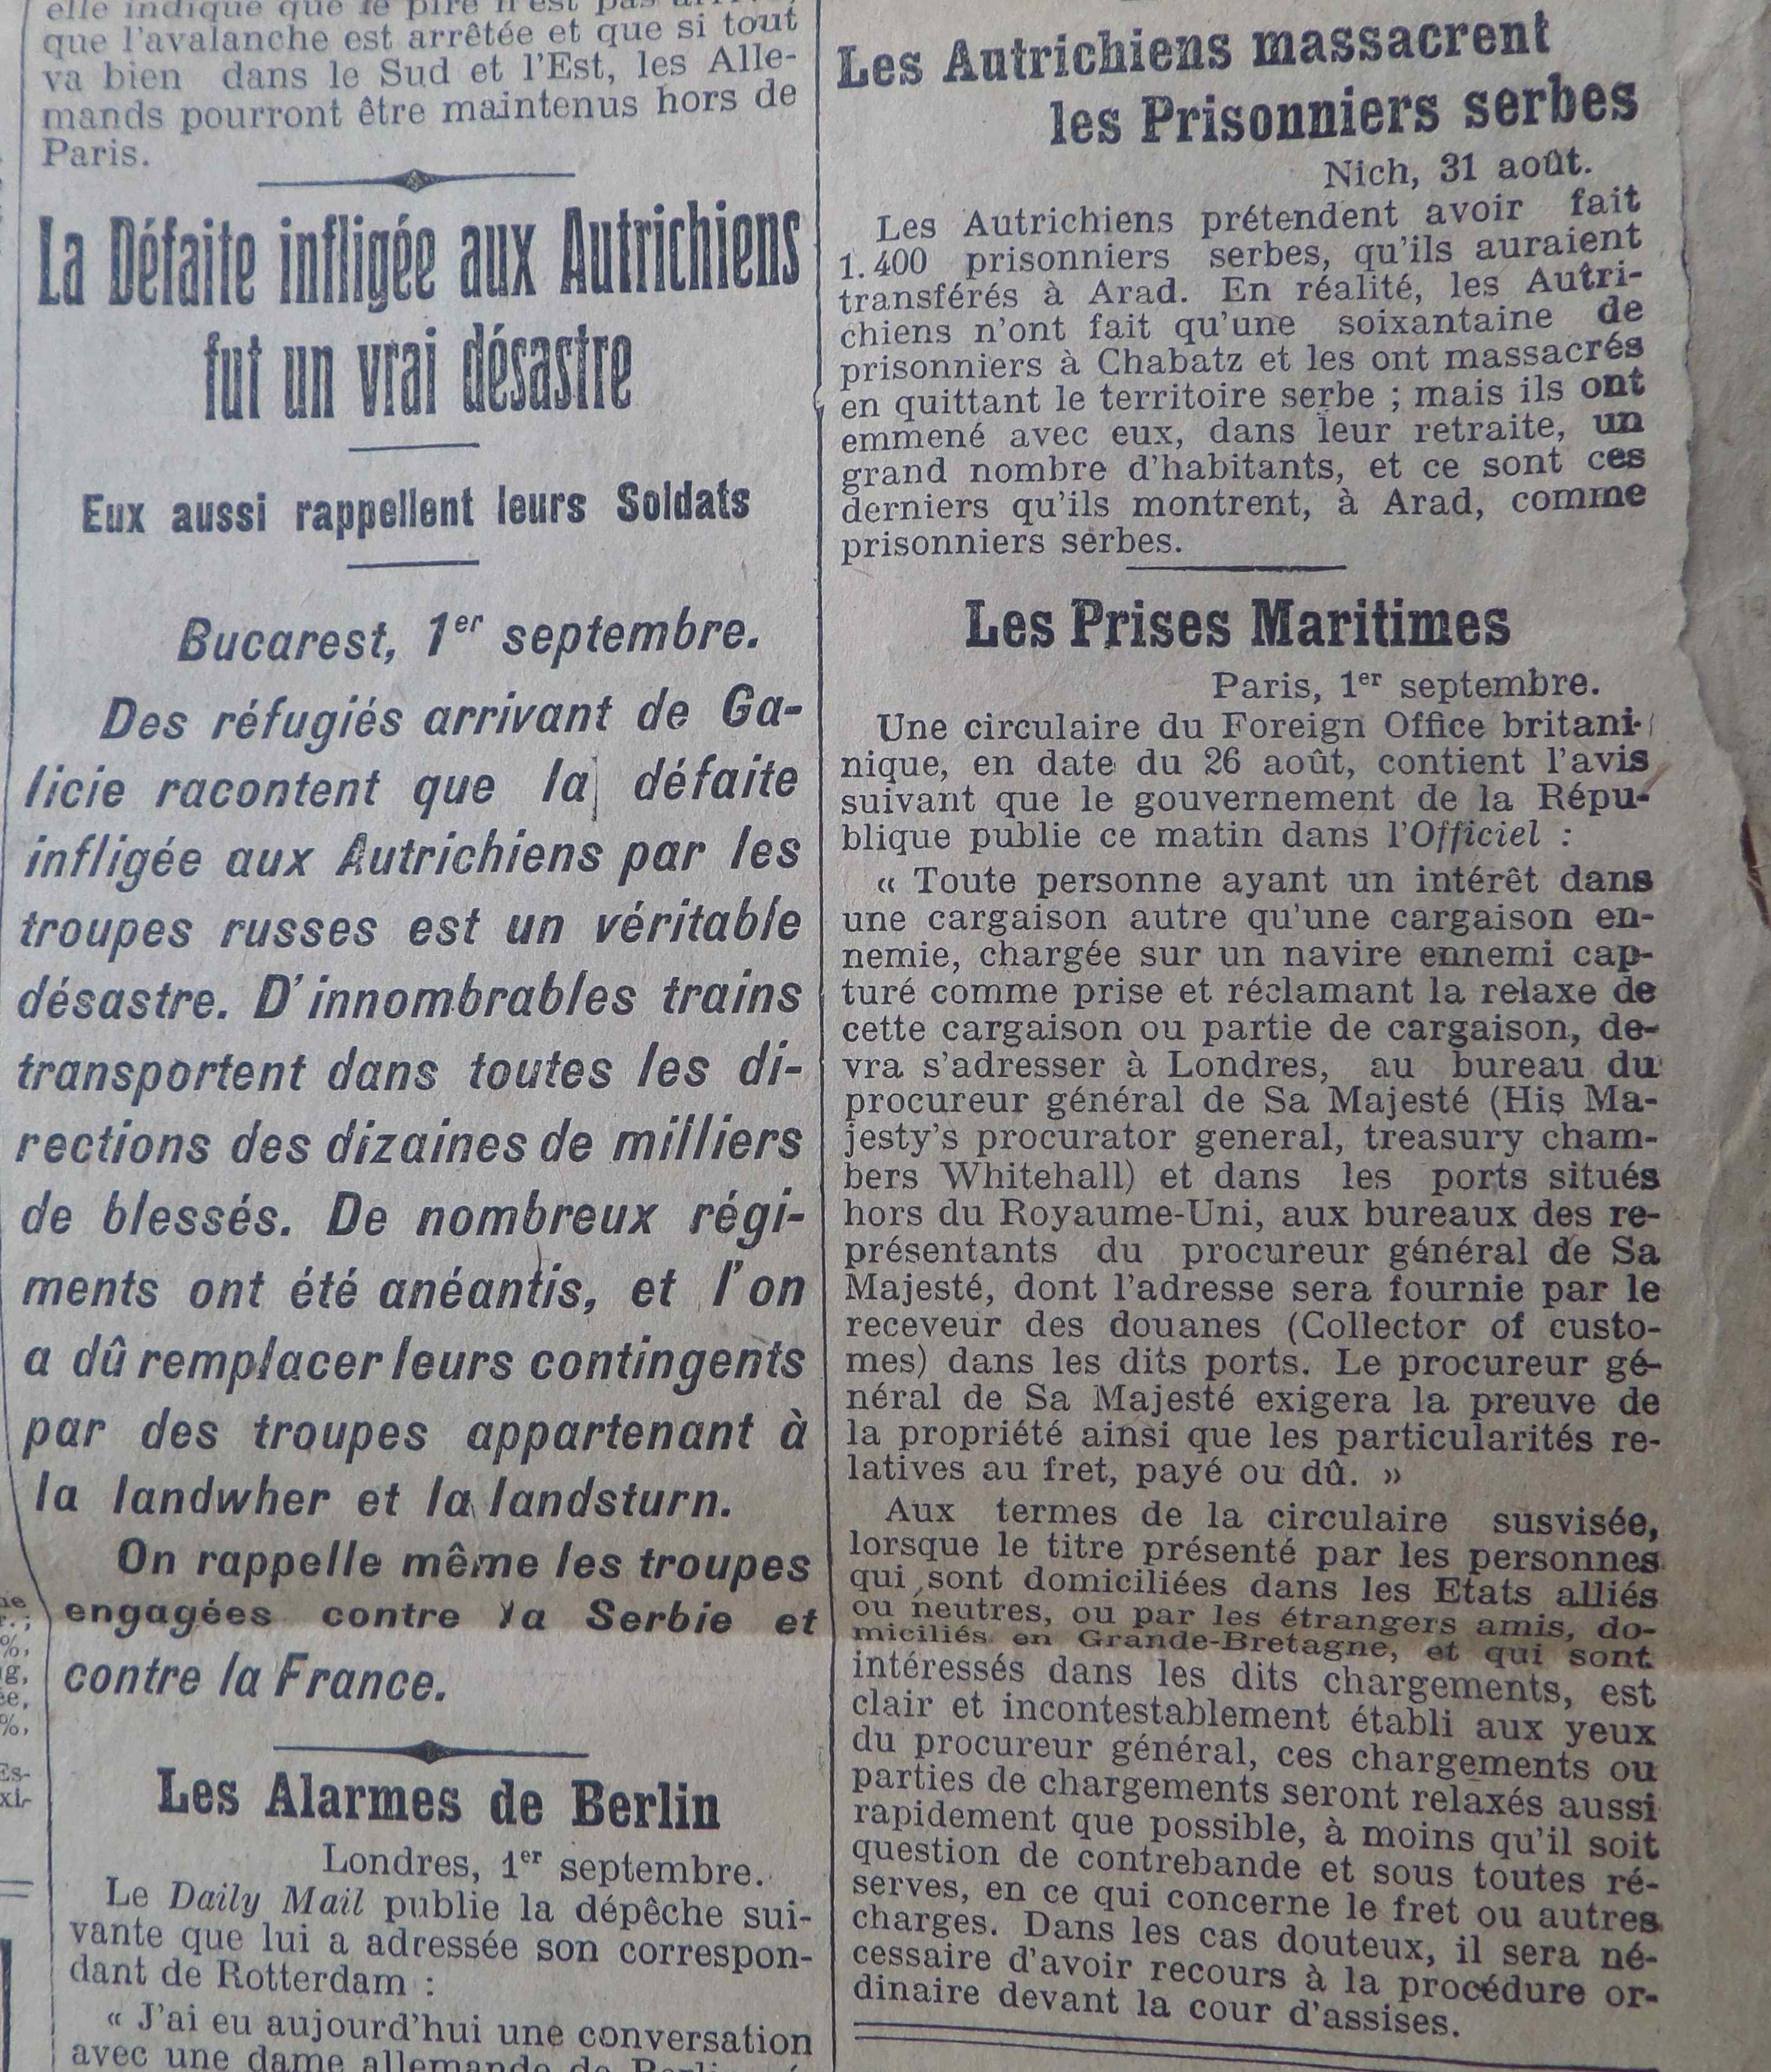 elle indique que le pire n'est pas
que l'avalanche est arrêtée et que si tout
va bien dans le Sud et l'Est, les Alle-
mands pourront être maintenus hors de
Paris.
La Défaite infligée aux Autrichiens
fut un vrai désastre
Eux aussi rappellent leurs Soldats
Bucarest, 1er septembre.
Des réfugiés arrivant de Ga-
licie racontent que la défaite
infligée aux Autrichiens par les
troupes russes est un véritable
désastre. D'innombrables trains
transportent dans toutes les di-
rections des dizaines de milliers
de blessés. De nombreux régi-
ments ont été anéantis, et l'on
a dû remplacer leurs contingents
par des troupes appartenant à
la landwher et la landsturn.
On rappelle même les troupes
engagées contre la Serbie et
contre la France.
Les Alarmes de Berlin
Londres, 1er septembre.
Le Daily Mail publie la dépêche sui-
vante que lui a adressée son correspon-
dant de Rotterdam :
« J'ai eu aujourd'hui une conversation
avec une dame allemande de
Les Autrichiens massacrent
les Prisonniers serbes
Nich, 31 août.
Les Autrichiens prétendent avoir fait
1.400 prisonniers serbes, qu'ils auraient
transférés à Arad. En réalité, les Autri-
chiens n'ont fait qu'une soixantaine de
prisonniers à Chabatz et les ont massacrés
en quittant le territoire serbe ; mais ils ont
emmené avec eux, dans leur retraite, un
grand nombre d'habitants, et ce sont ces
derniers qu'ils montrent, à Arad, comme
prisonniers serbes.
Les Prises Maritimes
Paris, 1er septembre.
Une circulaire du Foreign Office britani-
nique, en date du 26 août, contient l'avis
suivant que le gouvernement de la Répu-
blique publie ce matin dans l'Officiel :
« Toute personne ayant un intérêt dans
une cargaison autre qu'une cargaison en-
nemie, chargée sur un navire ennemi cap-
turé comme prise et réclamant la relaxe de
cette cargaison ou partie de cargaison, de-
vra s'adresser à Londres, au bureau du
procureur général de Sa Majesté (His Ma-
jesty's procurator general, treasury cham-
bers Whitehall) et dans les ports situés
hors du Royaume-Uni, aux bureaux des re-
présentants du procureur général de Sa
Majesté, dont l'adresse sera fournie par le
receveur des douanes (Collector of custo-
mes) dans les dits ports. Le procureur gé-
néral de Sa Majesté exigera la preuve de
la propriété ainsi que les particularités re-
latives au fret, payé ou dû. »
Aux termes de la circulaire susvisée,
lorsque le titre présenté par les personnes
qui sont domiciliées dans les Etats alliés
ou neutres, ou par les étrangers amis, do-
miciliés en Grande-Bretagne, et qui sont
intéressés dans les dits chargements, est
clair et incontestablement établi aux yeux
du procureur général, ces chargements ou
parties de chargements seront relaxés aussi
rapidement que possible, à moins qu'il soit
question de contrebande et sous toutes ré-
serves, en ce qui concerne le fret ou autres
charges. Dans les cas douteux, il sera né-
cessaire d'avoir recours à la procédure or-
dinaire devant la cour d'assises.